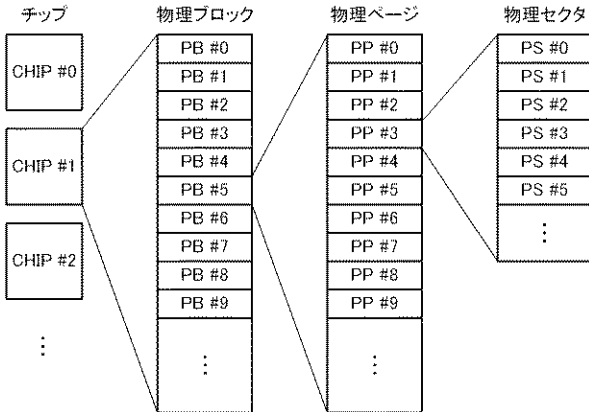 チップ
CHIP #0
CHIP #1
CHIP #2
⋮
物理ブロック
PB #0
PB #1
PB #2
PB #3
PB #4
PB #5
PB #6
PB #7
PB #8
PB #9
⋮
物理ページ
PP #0
PP #1
PP #2
PP #3
PP #4
PP #5
PP #6
PP #7
PP #8
PP #9
⋮
物理セクタ
PS #0
PS #1
PS #2
PS #3
PS #4
PS #5
⋮